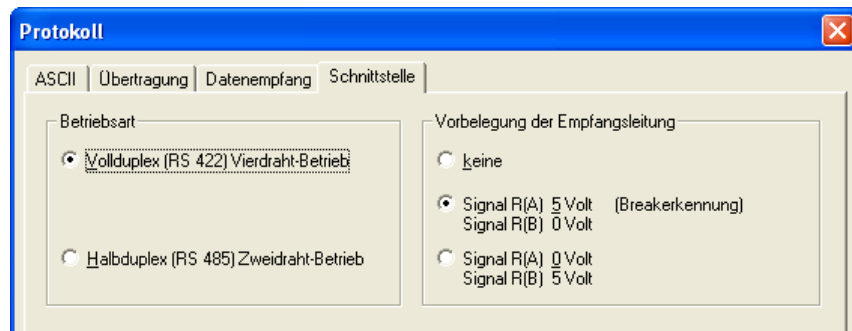 Protokoll
ASCII Übertragung Datenempfang Schnittstelle
Betriebsart
Vollduplex (RS 422) Vierdraht-Betrieb
Halbduplex (RS 485) Zweidraht-Betrieb
Vorbelegung der Empfangsleitung
keine
Signal R(A) 5 Volt (Breakerkennung)
Signal R(B) 0 Volt
Signal R(A) 0 Volt
Signal R(B) 5 Volt